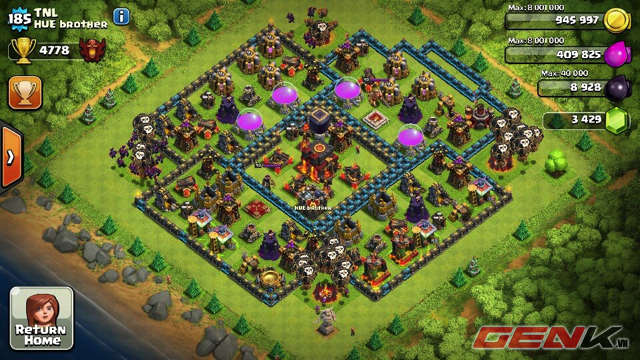 185 TNL
HUE brother
4778
Max: 8 001 000
945 997
Max: 8 001 000
409 825
Max: 40 000
8 928
3 429
HUE brother
Return
Home
GENK.VN